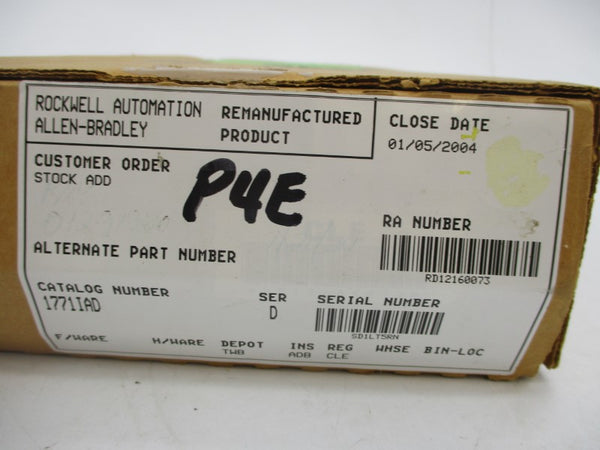 ROCKWELL AUTOMATION
ALLEN-BRADLEY
REMANUFACTURED
PRODUCT
CLOSE DATE
01/05/2004
CUSTOMER ORDER
STOCK ADD
P4E
RA NUMBER
RD12160073
ALTERNATE PART NUMBER
CATALOG NUMBER
1771IAD
SER
D
SERIAL NUMBER
SD1LT5RN
F/WARE H/WARE DEPOT INS REG WHSE BIN-LOC
TWB ADB CLE